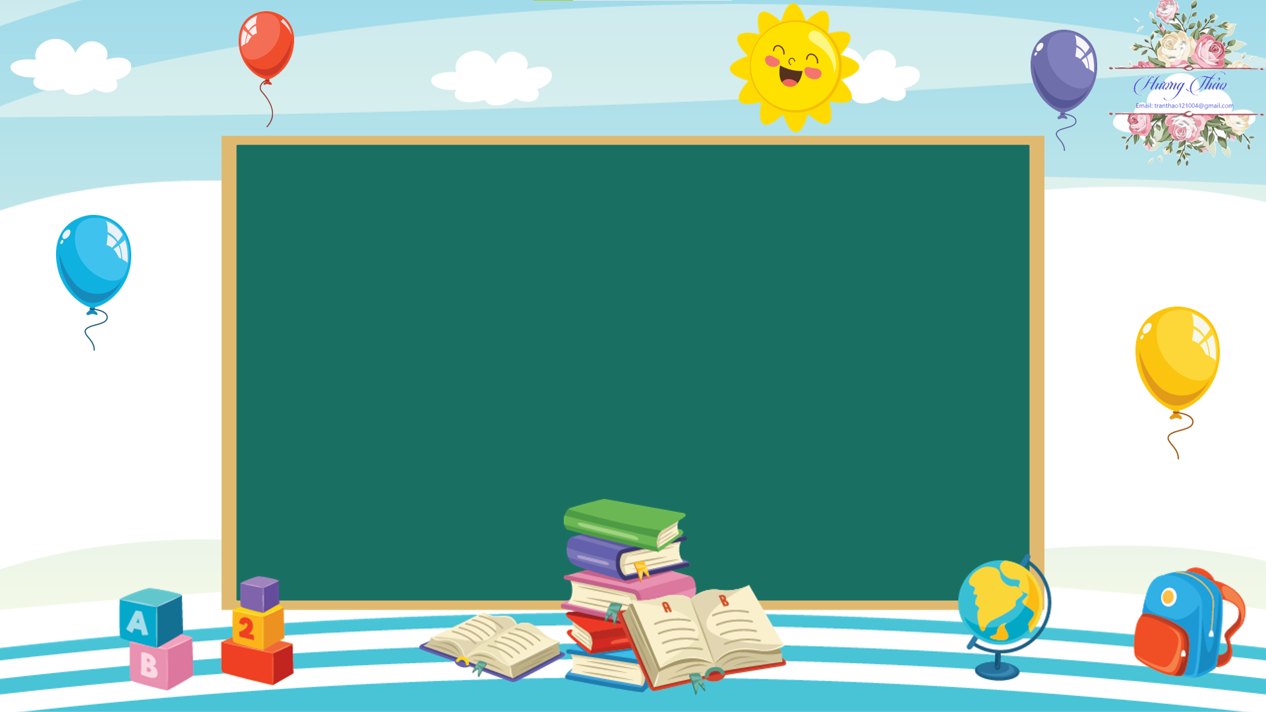 Hương Thảo
Email: tranthao121004@gmail.com
A
B
2
A B